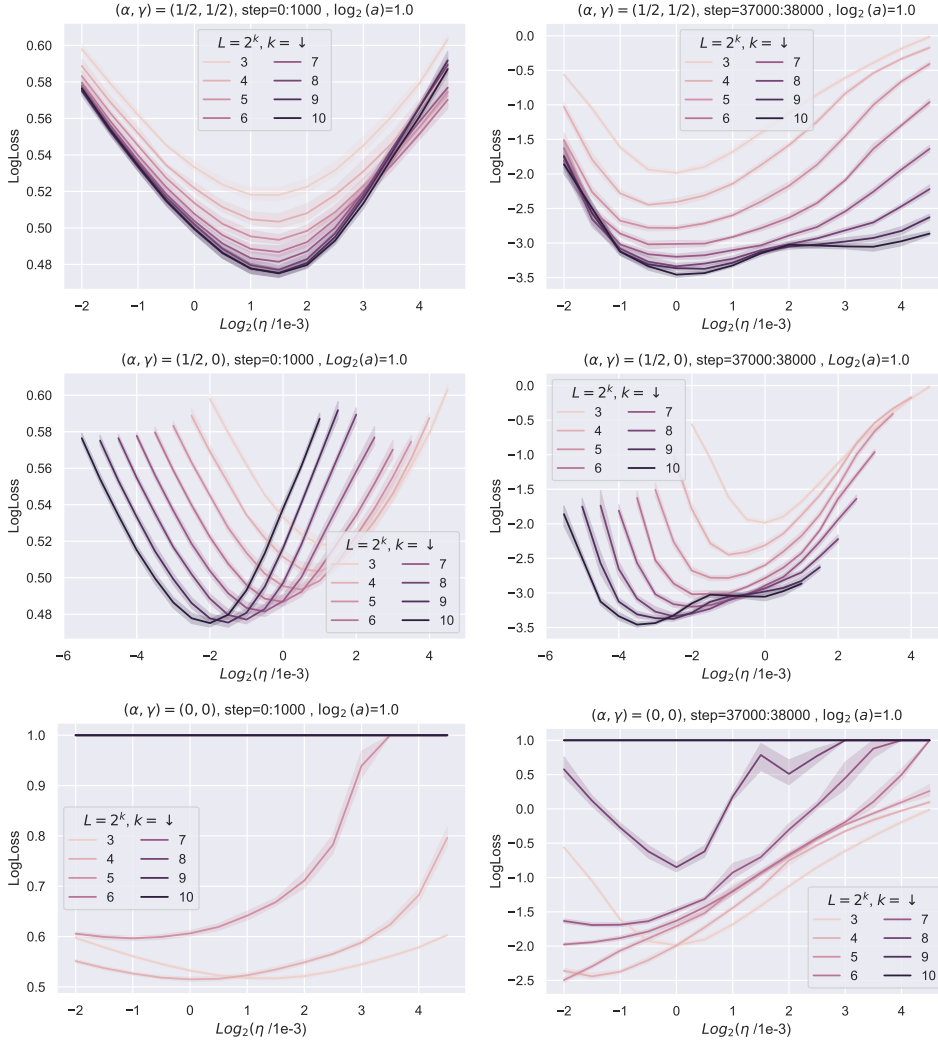 (α, γ) = (1/2, 1/2), step=0:1000 , log₂ (a)=1.0
LogLoss
0.60
0.58
0.56
0.54
0.52
0.50
0.48
L = 2ᵏ, k = ↓
3 7
4 8
5 9
6 10
−2 −1 0 1 2 3 4
Log₂(η /1e-3)
(α, γ) = (1/2, 1/2), step=37000:38000 , log₂ (a)=1.0
LogLoss
0.0
−0.5
−1.0
−1.5
−2.0
−2.5
−3.0
−3.5
L = 2ᵏ, k = ↓
3 7
4 8
5 9
6 10
−2 −1 0 1 2 3 4
Log₂(η /1e-3)
(α, γ) = (1/2, 0), step=0:1000 , Log₂(a)=1.0
LogLoss
0.60
0.58
0.56
0.54
0.52
0.50
0.48
L = 2ᵏ, k = ↓
3 7
4 8
5 9
6 10
−6 −4 −2 0 2 4
Log₂(η /1e-3)
(α, γ) = (1/2, 0), step=37000:38000 , Log₂(a)=1.0
LogLoss
0.0
−0.5
−1.0
−1.5
−2.0
−2.5
−3.0
−3.5
L = 2ᵏ, k = ↓
3 7
4 8
5 9
6 10
−6 −4 −2 0 2 4
Log₂(η /1e-3)
(α, γ) = (0, 0), step=0:1000 , log₂ (a)=1.0
LogLoss
1.0
0.9
0.8
0.7
0.6
0.5
L = 2ᵏ, k = ↓
3 7
4 8
5 9
6 10
−2 −1 0 1 2 3 4
Log₂(η /1e-3)
(α, γ) = (0, 0), step=37000:38000 , log₂ (a)=1.0
LogLoss
1.0
0.5
0.0
−0.5
−1.0
−1.5
−2.0
−2.5
L = 2ᵏ, k = ↓
3 7
4 8
5 9
6 10
−2 −1 0 1 2 3 4
Log₂(η /1e-3)